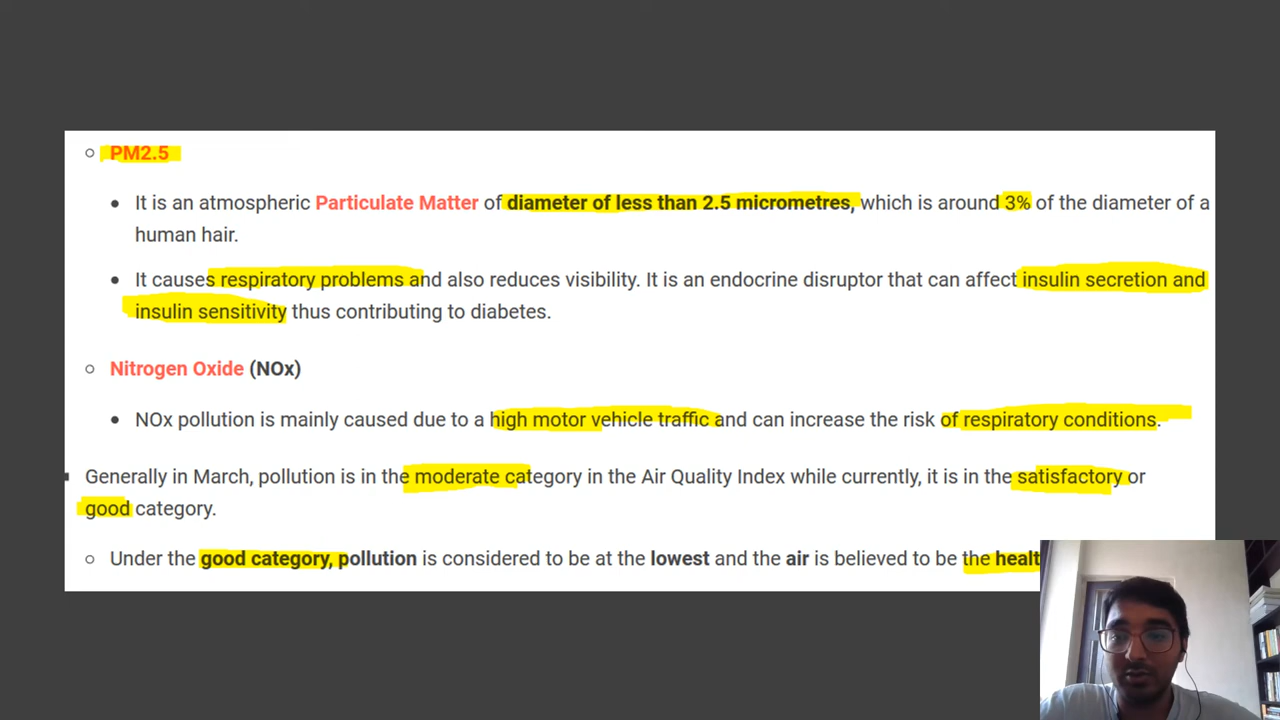 PM2.5
It is an atmospheric Particulate Matter of diameter of less than 2.5 micrometres, which is around 3% of the diameter of a
human hair.
It causes respiratory problems and also reduces visibility. It is an endocrine disruptor that can affect insulin secretion and
insulin sensitivity thus contributing to diabetes.
Nitrogen Oxide (NOx)
NOx pollution is mainly caused due to a high motor vehicle traffic and can increase the risk of respiratory conditions.
Generally in March, pollution is in the moderate category in the Air Quality Index while currently, it is in the satisfactory or
good category.
Under the good category, pollution is considered to be at the lowest and the air is believed to be the healt